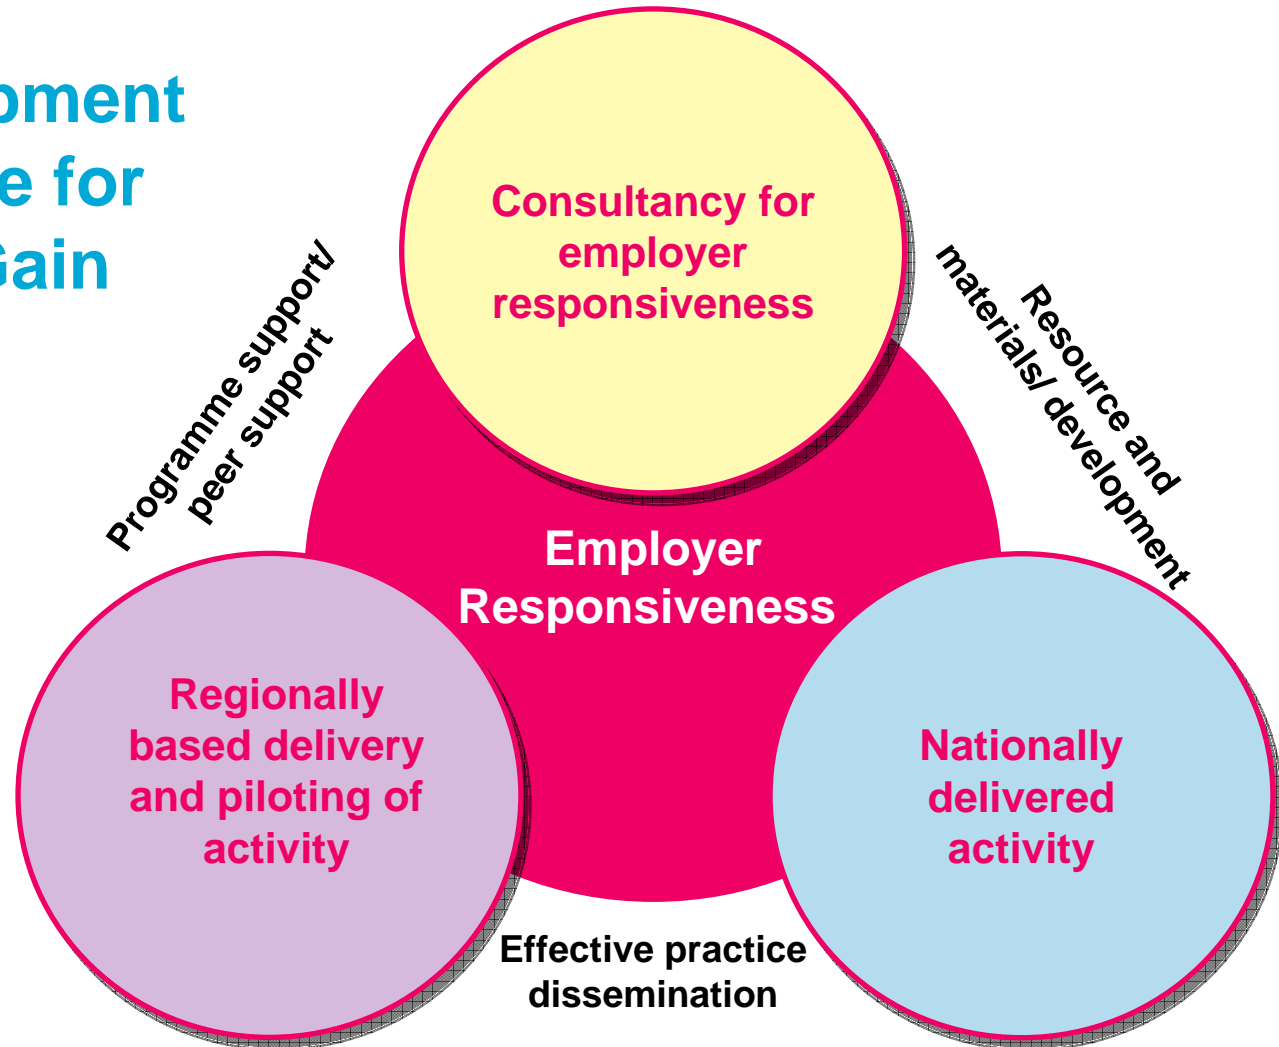 pment
e for
Gain
Consultancy for
employer
responsiveness
Programme support/
peer support
Resource and
materials/ development
Employer
Responsiveness
Regionally
based delivery
and piloting of
activity
Nationally
delivered
activity
Effective practice
dissemination